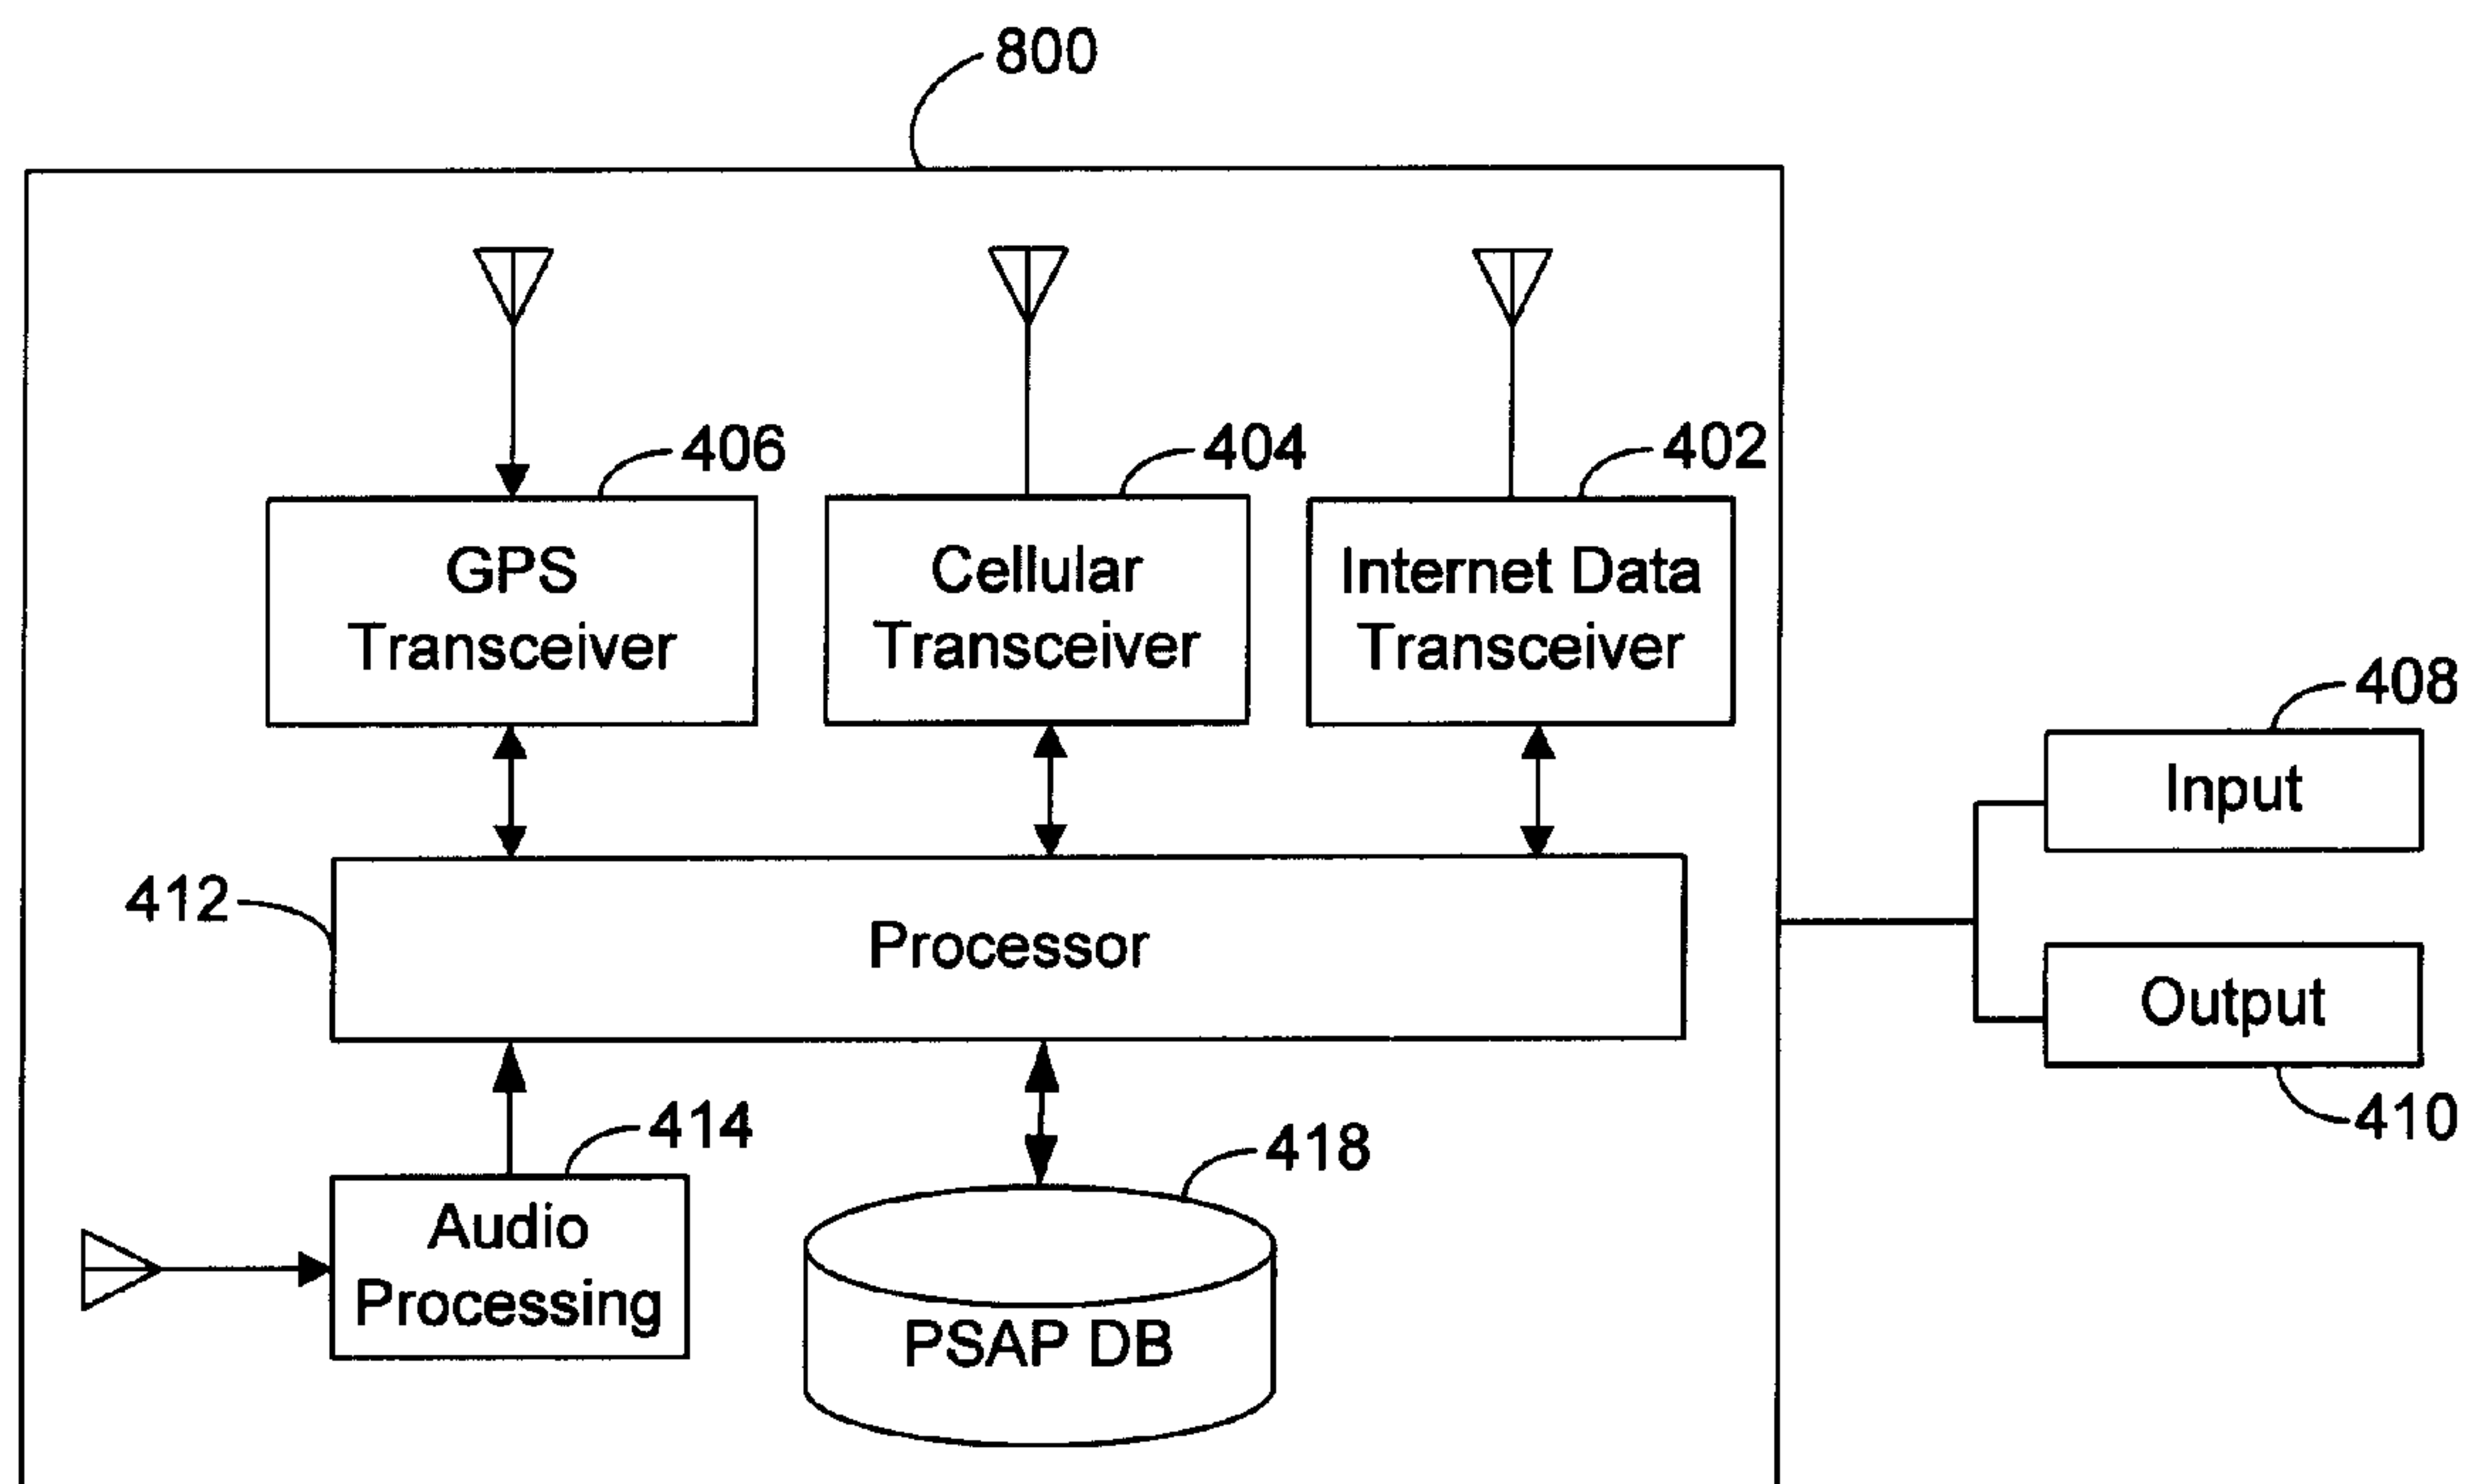 800
406
404
402
GPS
Transceiver
Cellular
Transceiver
Internet Data
Transceiver
408
Input
412
Processor
Output
410
414
418
Audio
Processing
PSAP DB